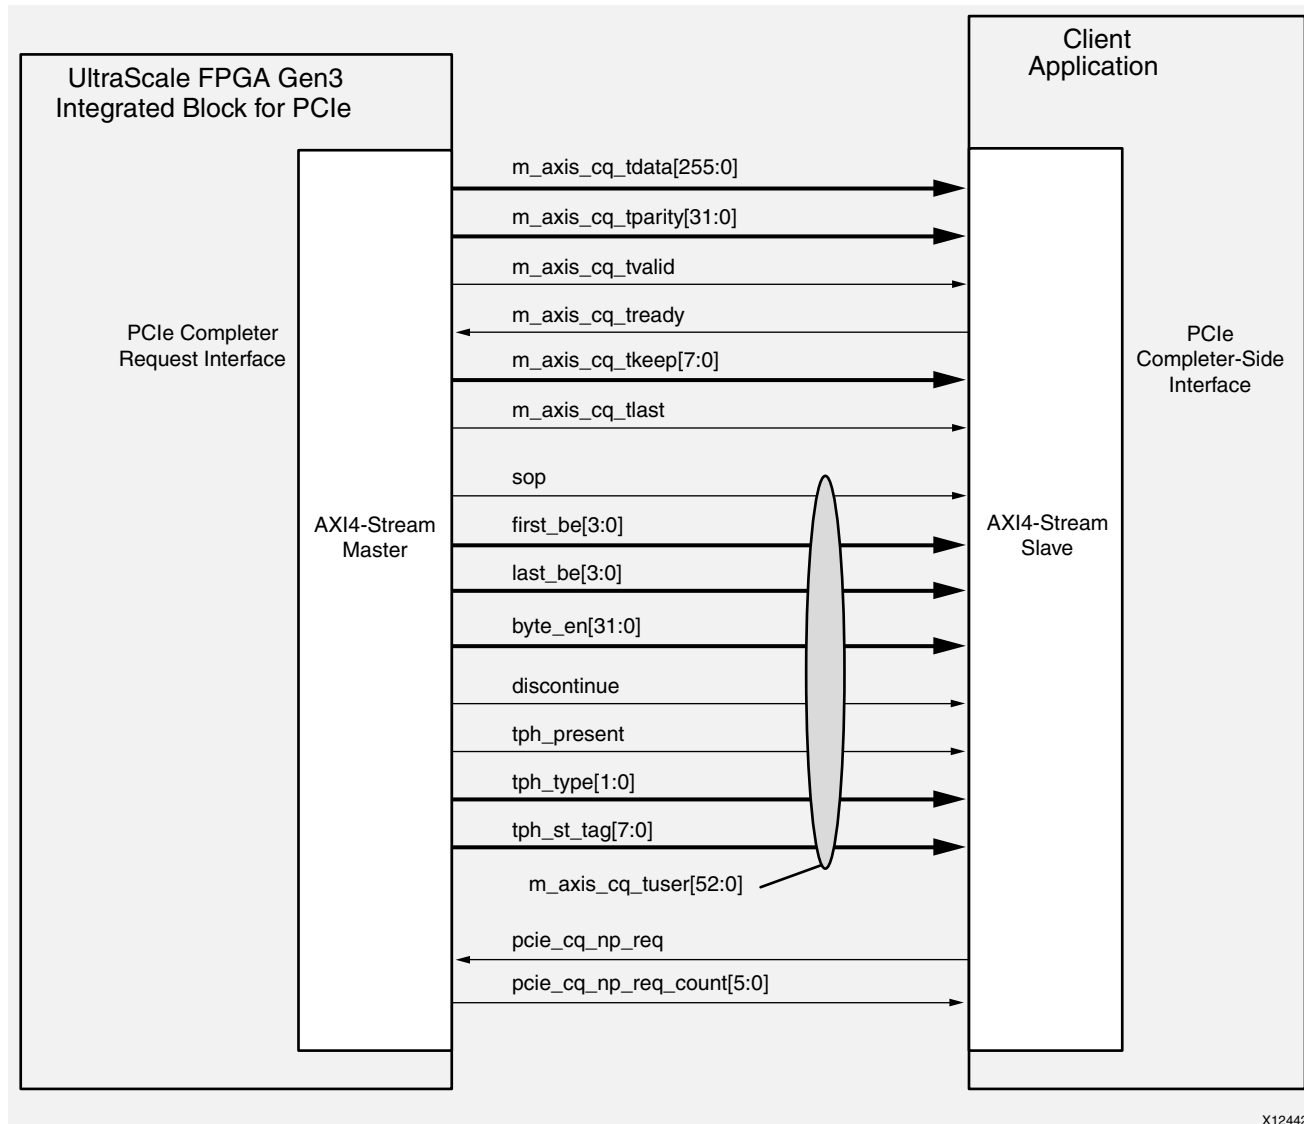 Client
Application
UltraScale FPGA Gen3
Integrated Block for PCIe
m_axis_cq_tdata[255:0]
m_axis_cq_tparity[31:0]
m_axis_cq_tvalid
m_axis_cq_tready
PCIe Completer
Request Interface
m_axis_cq_tkeep[7:0]
PCIe
Completer-Side
Interface
m_axis_cq_tlast
sop
AXI4-Stream
Master
first_be[3:0]
AXI4-Stream
Slave
last_be[3:0]
byte_en[31:0]
discontinue
tph_present
tph_type[1:0]
tph_st_tag[7:0]
m_axis_cq_tuser[52:0]
pcie_cq_np_req
pcie_cq_np_req_count[5:0]
X12442